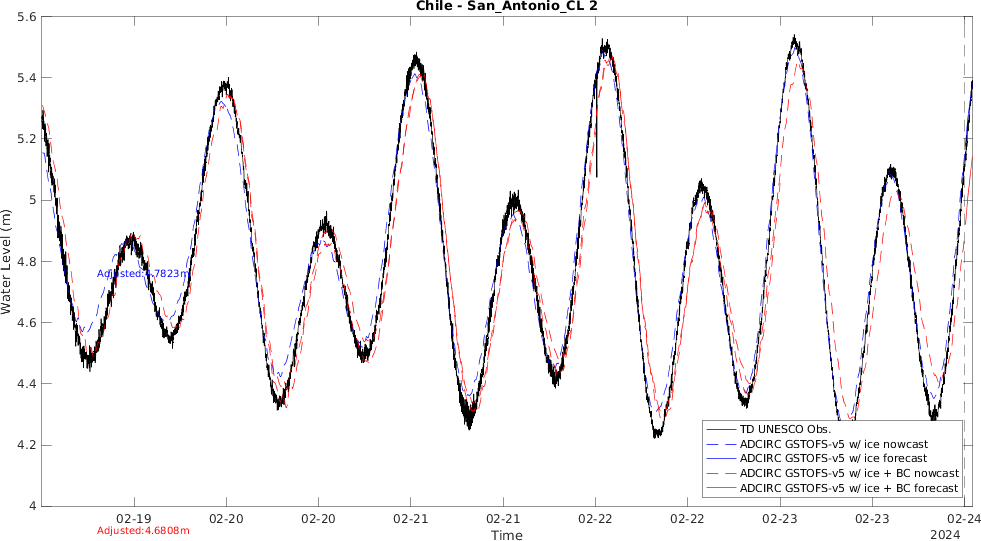 Chile - San_Antonio_CL 2
5.6
5.4
5.2
5
4.8
4.6
4.4
4.2
4
Water Level (m)
Adjusted:4.7823m
TD UNESCO Obs.
ADCIRC GSTOFS-v5 w/ ice nowcast
ADCIRC GSTOFS-v5 w/ ice forecast
ADCIRC GSTOFS-v5 w/ ice + BC nowcast
ADCIRC GSTOFS-v5 w/ ice + BC forecast
02-19 02-20 02-20 02-21 02-21 02-22 02-22 02-23 02-23 02-24
Adjusted:4.6808m
Time
2024